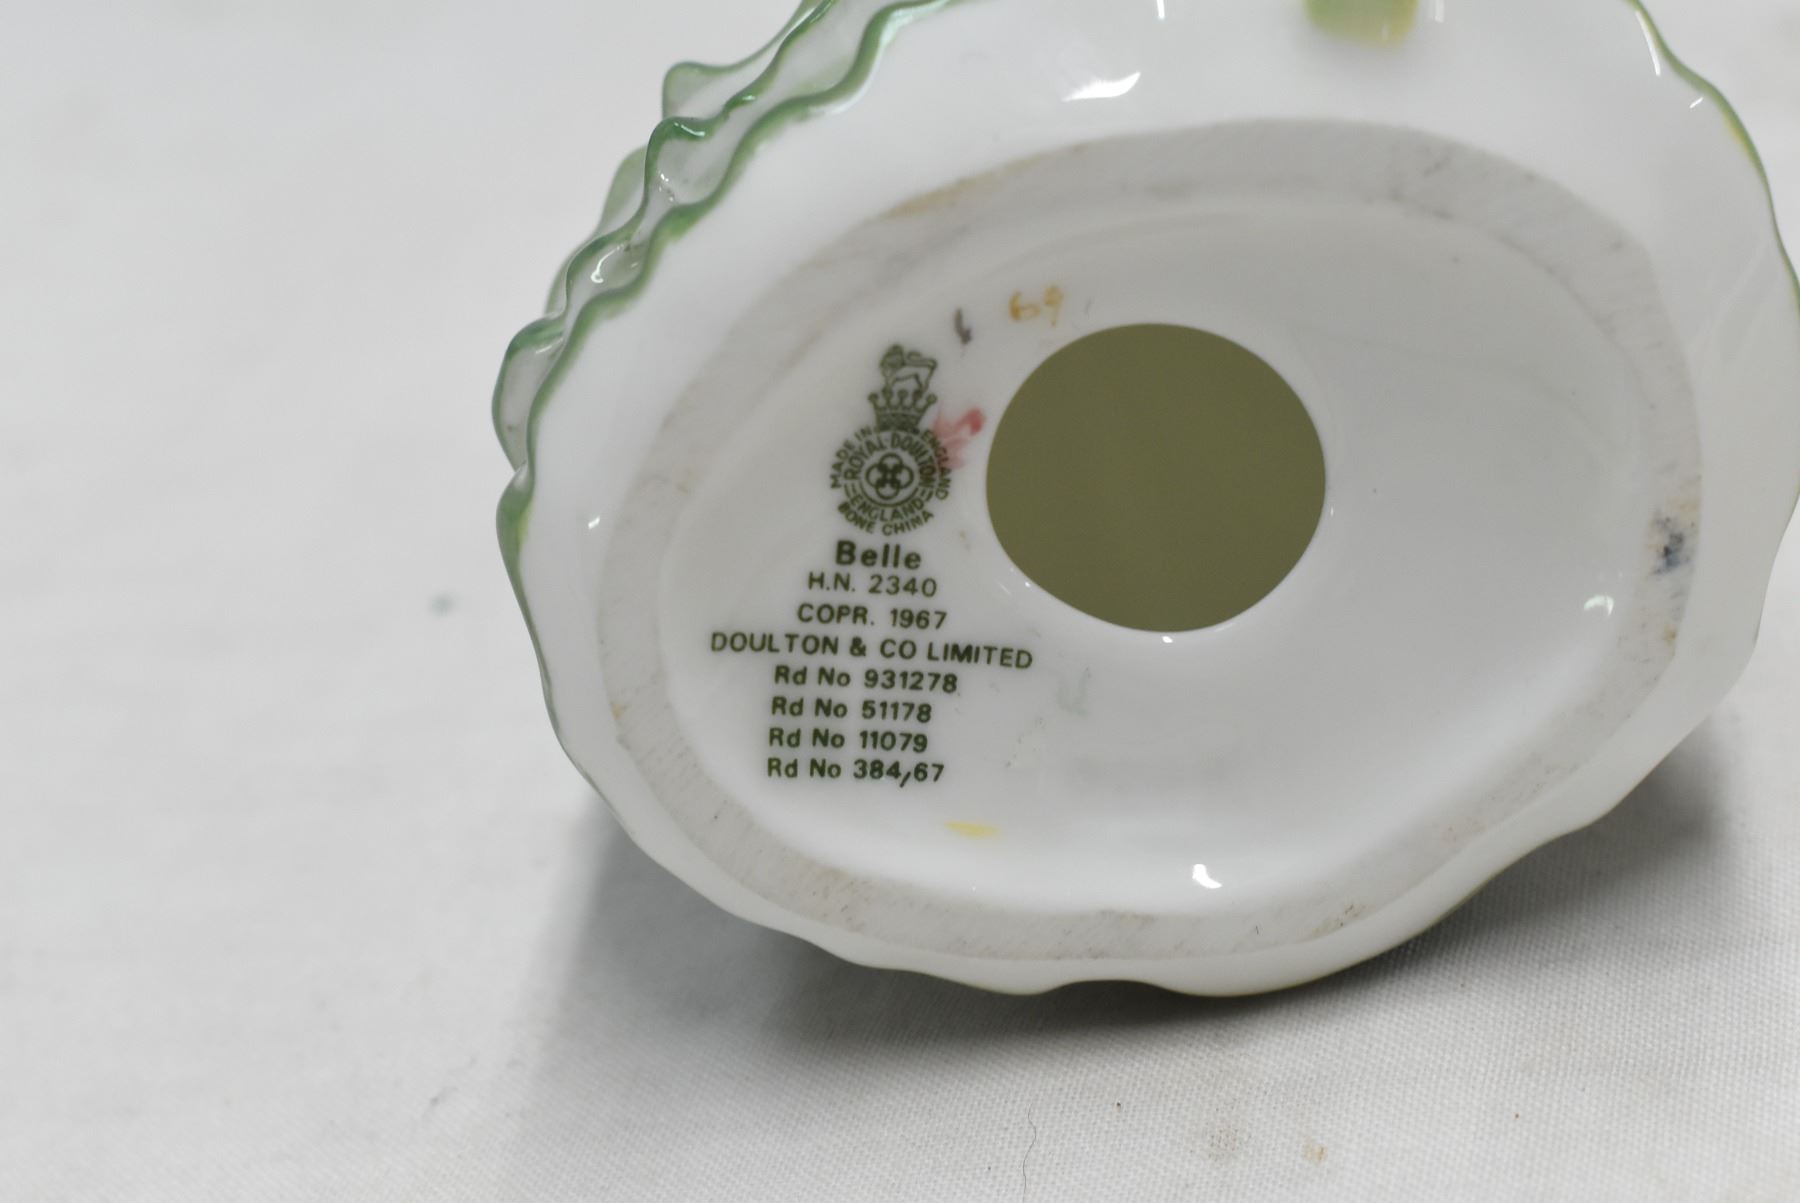 69
MADE IN ENGLAND
ROYAL·DOULTON
ENGLAND
BONE CHINA
Belle
H.N. 2340
COPR. 1967
DOULTON & CO LIMITED
Rd No 931278
Rd No 51178
Rd No 11079
Rd No 384,67